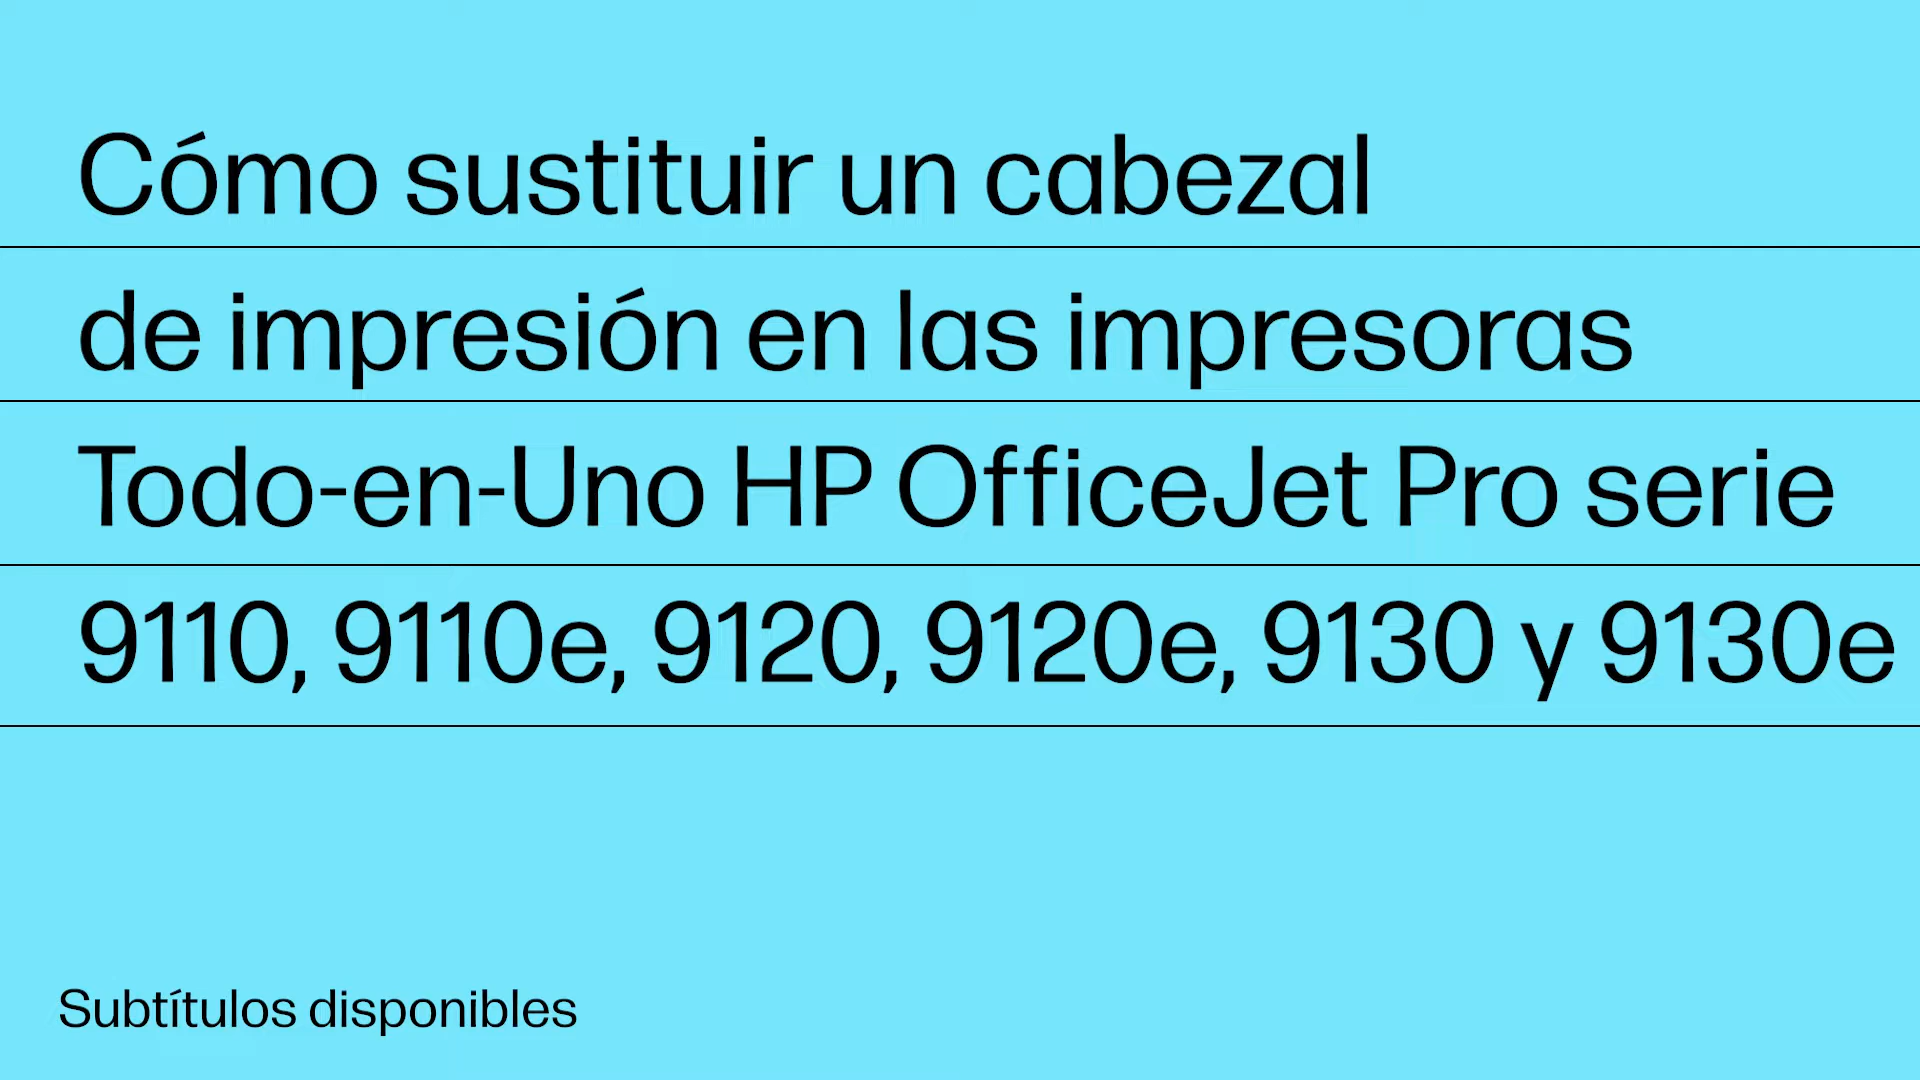 Cómo sustituir un cabezal
de impresión en las impresoras
Todo-en-Uno HP OfficeJet Pro serie
9110, 9110e, 9120, 9120e, 9130 y 9130e
Subtítulos disponibles